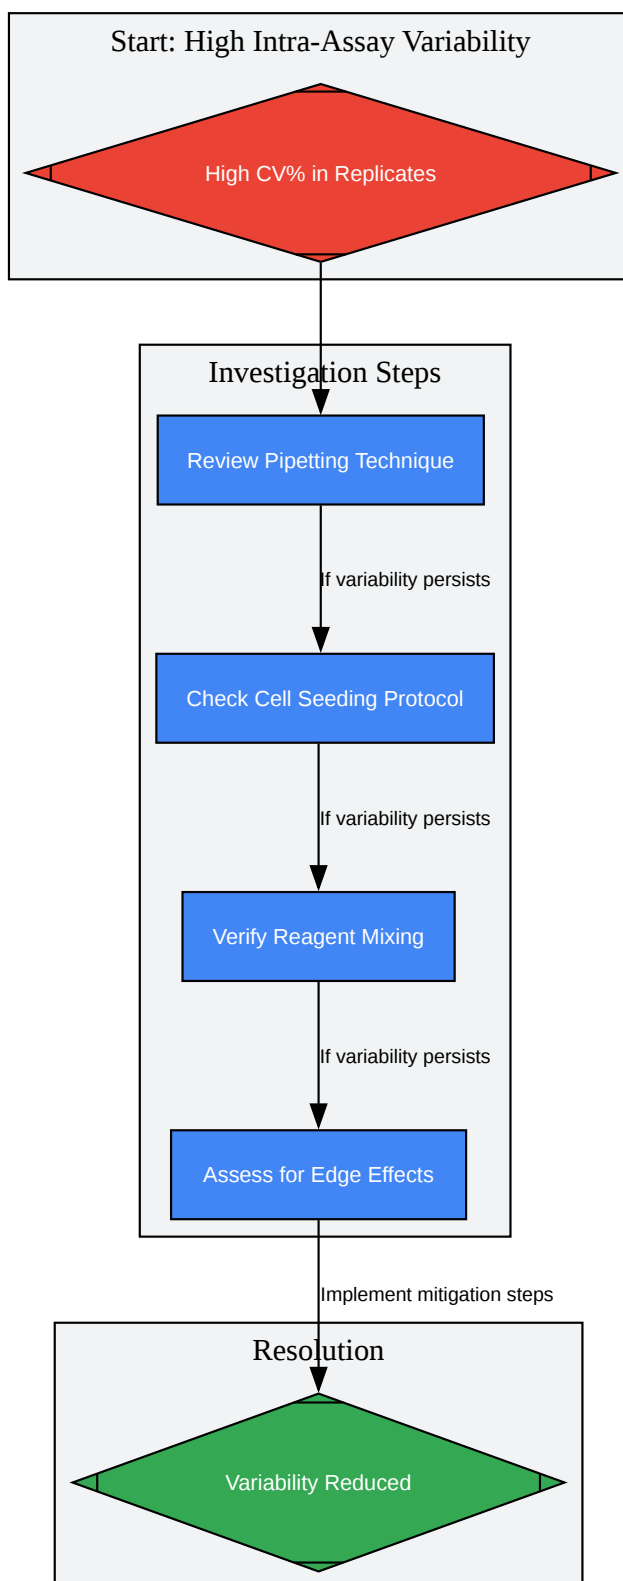 Start: High Intra-Assay Variability
High CV% in Replicates
Investigation Steps
Review Pipetting Technique
If variability persists
Check Cell Seeding Protocol
If variability persists
Verify Reagent Mixing
If variability persists
Assess for Edge Effects
Implement mitigation steps
Resolution
Variability Reduced